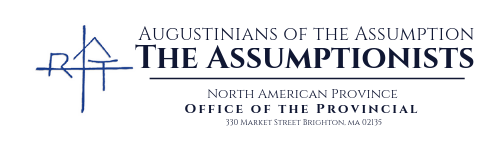 Augustinians of the Assumption
The Assumptionists
RAT
North American Province
Office of the Provincial
330 Market Street Brighton, MA 02135